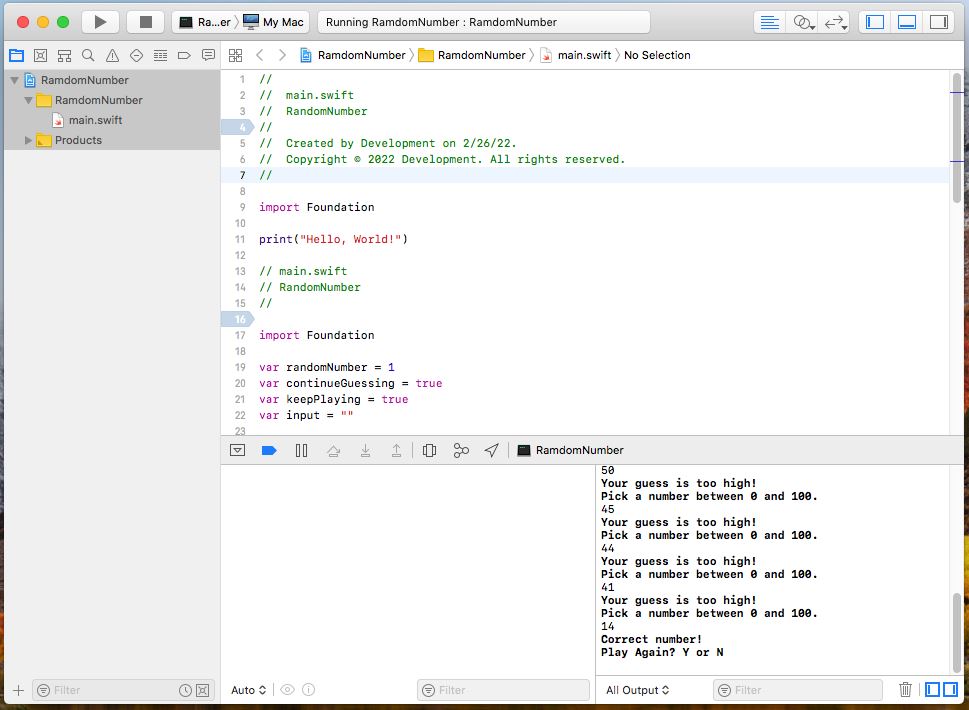 Ra...er My Mac Running RamdomNumber : RamdomNumber
RamdomNumber RamdomNumber main.swift No Selection
RamdomNumber
RamdomNumber
main.swift
Products
1 //
2 //  main.swift
3 //  RandomNumber
4 //
5 //  Created by Development on 2/26/22.
6 //  Copyright © 2022 Development. All rights reserved.
7 //
8
9 import Foundation
10
11 print("Hello, World!")
12
13 // main.swift
14 // RandomNumber
15 //
16
17 import Foundation
18
19 var randomNumber = 1
20 var continueGuessing = true
21 var keepPlaying = true
22 var input = ""
23
RamdomNumber
50
Your guess is too high!
Pick a number between 0 and 100.
45
Your guess is too high!
Pick a number between 0 and 100.
44
Your guess is too high!
Pick a number between 0 and 100.
41
Your guess is too high!
Pick a number between 0 and 100.
14
Correct number!
Play Again? Y or N
Filter Auto Filter All Output Filter